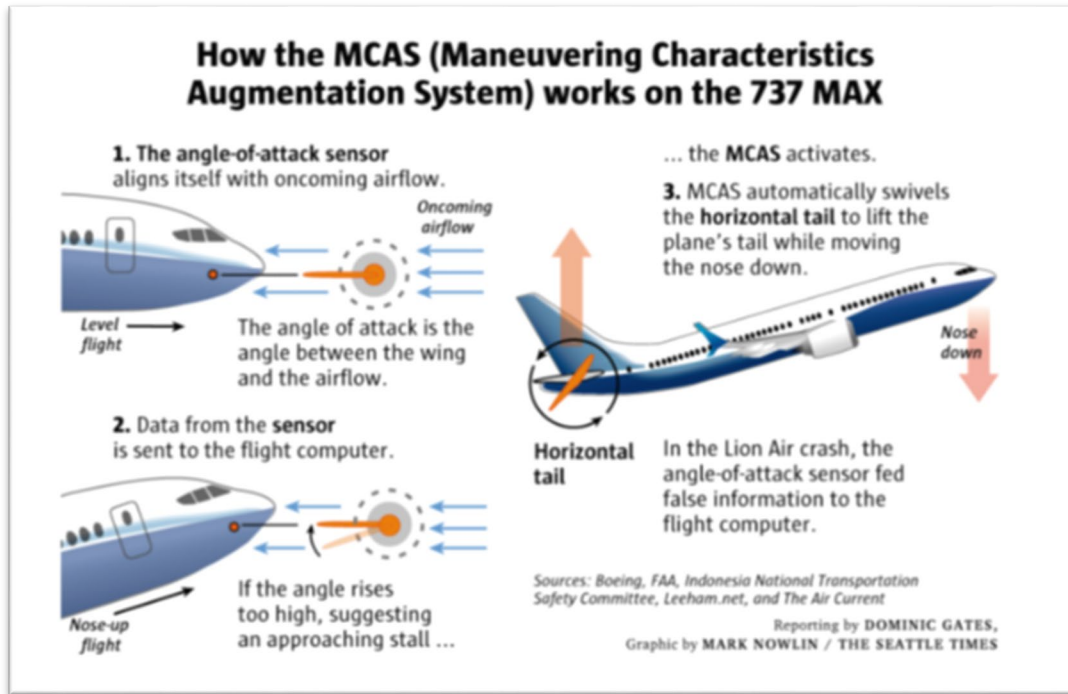 How the MCAS (Maneuvering Characteristics
Augmentation System) works on the 737 MAX
1. The angle-of-attack sensor
aligns itself with oncoming airflow.
Oncoming
airflow
Level
flight
The angle of attack is the
angle between the wing
and the airflow.
2. Data from the sensor
is sent to the flight computer.
Nose-up
flight
If the angle rises
too high, suggesting
an approaching stall ...
... the MCAS activates.
3. MCAS automatically swivels
the horizontal tail to lift the
plane's tail while moving
the nose down.
Nose
down
Horizontal
tail
In the Lion Air crash, the
angle-of-attack sensor fed
false information to the
flight computer.
Sources: Boeing, FAA, Indonesia National Transportation
Safety Committee, Leeham.net, and The Air Current
Reporting by DOMINIC GATES,
Graphic by MARK NOWLIN / THE SEATTLE TIMES